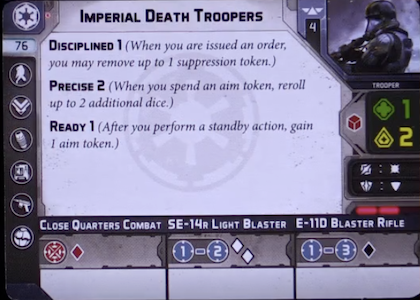 IMPERIAL DEATH TROOPERS
4
76
DISCIPLINED 1 (When you are issued an order,
you may remove up to 1 suppression token.)
PRECISE 2 (When you spend an aim token, reroll
up to 2 additional dice.)
READY 1 (After you perform a standby action, gain
1 aim token.)
TROOPER
1
2
CLOSE QUARTERS COMBAT SE-14R LIGHT BLASTER E-11D BLASTER RIFLE
1-2 1-3